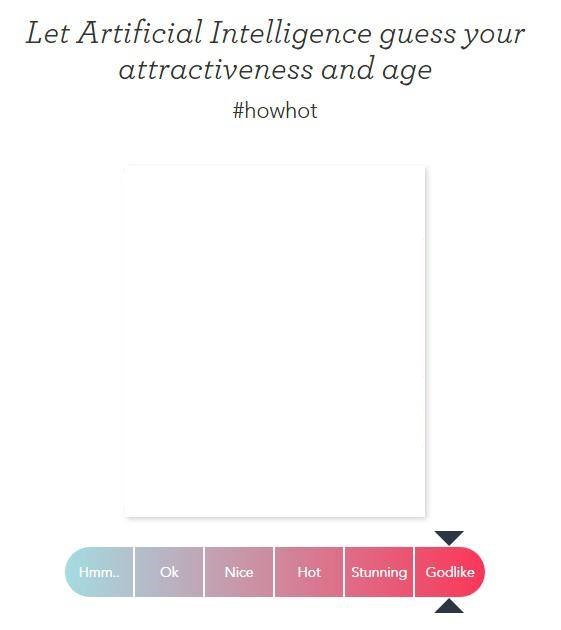 Let Artificial Intelligence guess your
attractiveness and age
#howhot
Hmm.. Ok Nice Hot Stunning Godlike